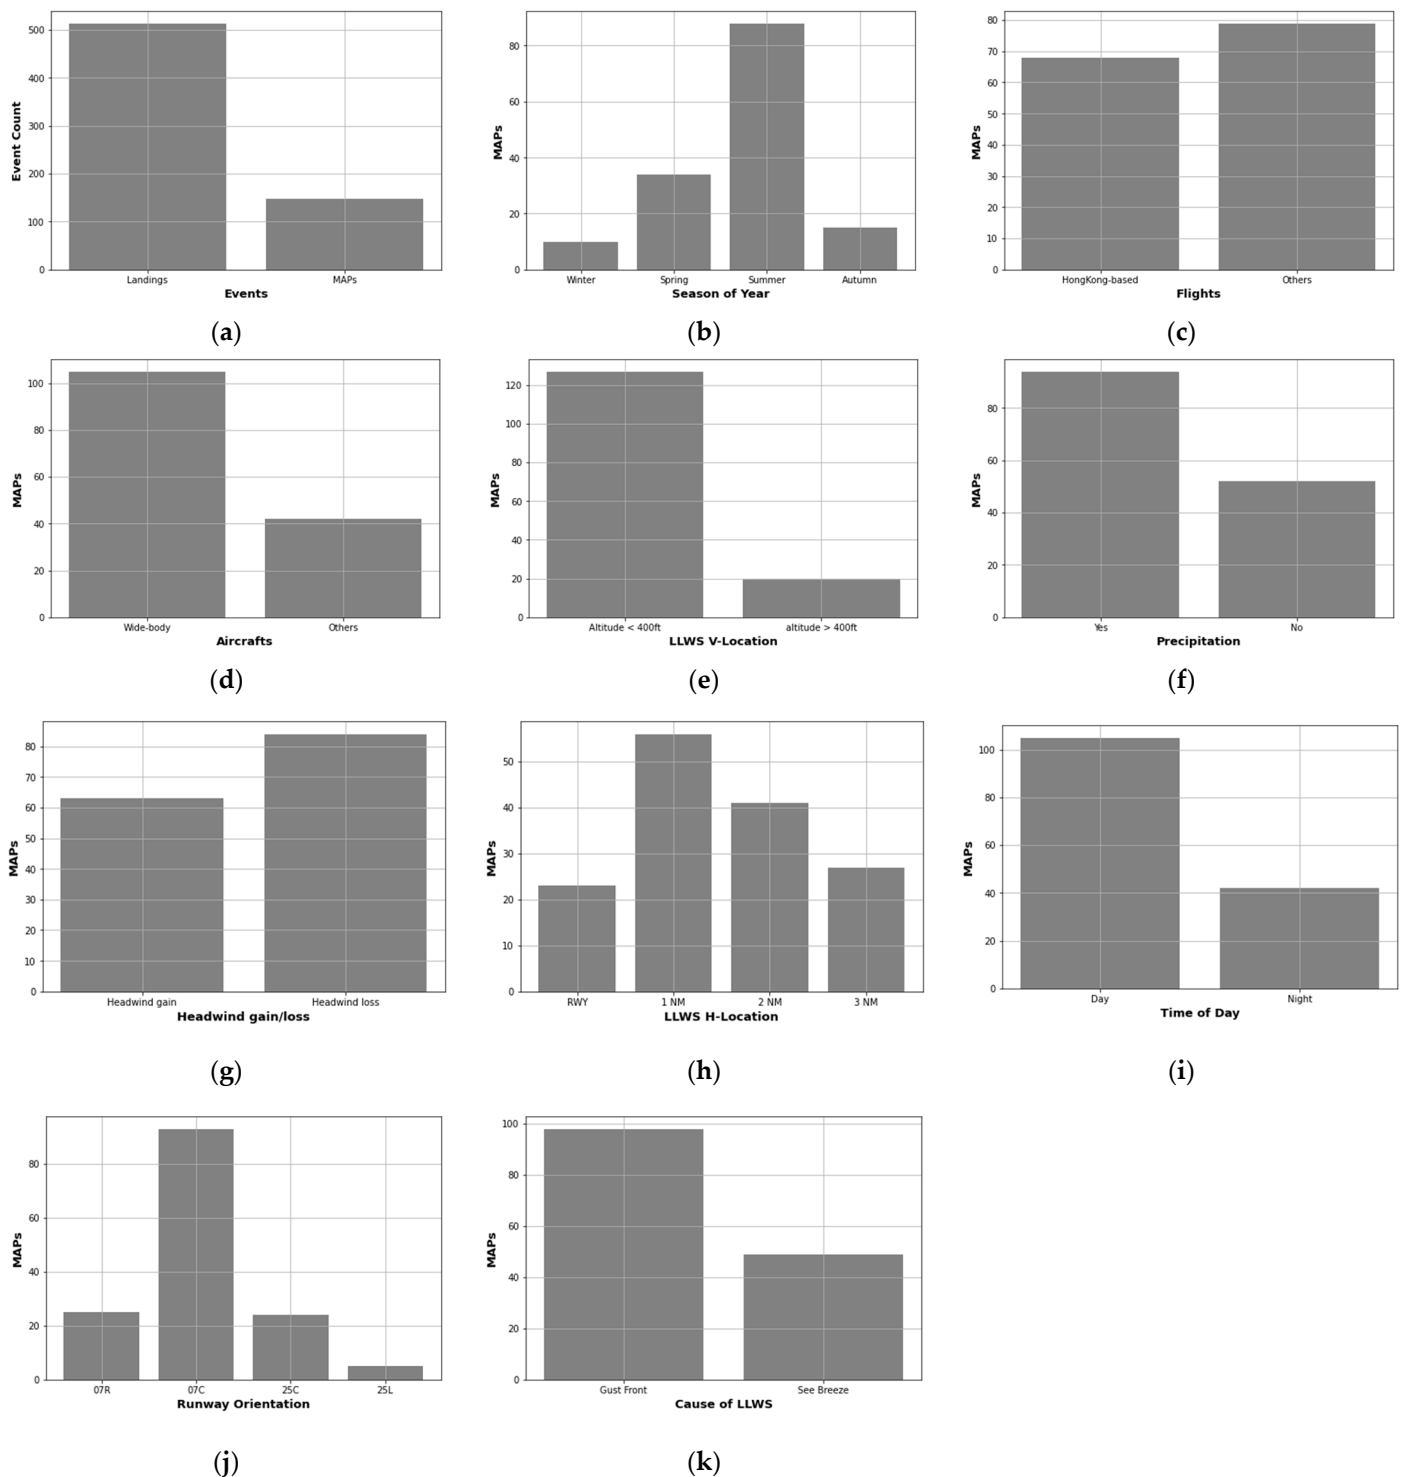 500
400
300
200
100
0
Event Count
Landings MAPs
Events
(a)
80
60
40
20
0
MAPs
Winter Spring Summer Autumn
Season of Year
(b)
80
70
60
50
40
30
20
10
0
MAPs
HongKong-based Others
Flights
(c)
100
80
60
40
20
0
MAPs
Wide-body Others
Aircrafts
(d)
120
100
80
60
40
20
0
MAPs
Altitude < 400ft altitude > 400ft
LLWS V-Location
(e)
80
60
40
20
0
MAPs
Yes No
Precipitation
(f)
80
70
60
50
40
30
20
10
0
MAPs
Headwind gain Headwind loss
Headwind gain/loss
(g)
50
40
30
20
10
0
MAPs
RWY 1 NM 2 NM 3 NM
LLWS H-Location
(h)
100
80
60
40
20
0
MAPs
Day Night
Time of Day
(i)
80
60
40
20
0
MAPs
07R 07C 25C 25L
Runway Orientation
(j)
100
80
60
40
20
0
MAPs
Gust Front See Breeze
Cause of LLWS
(k)